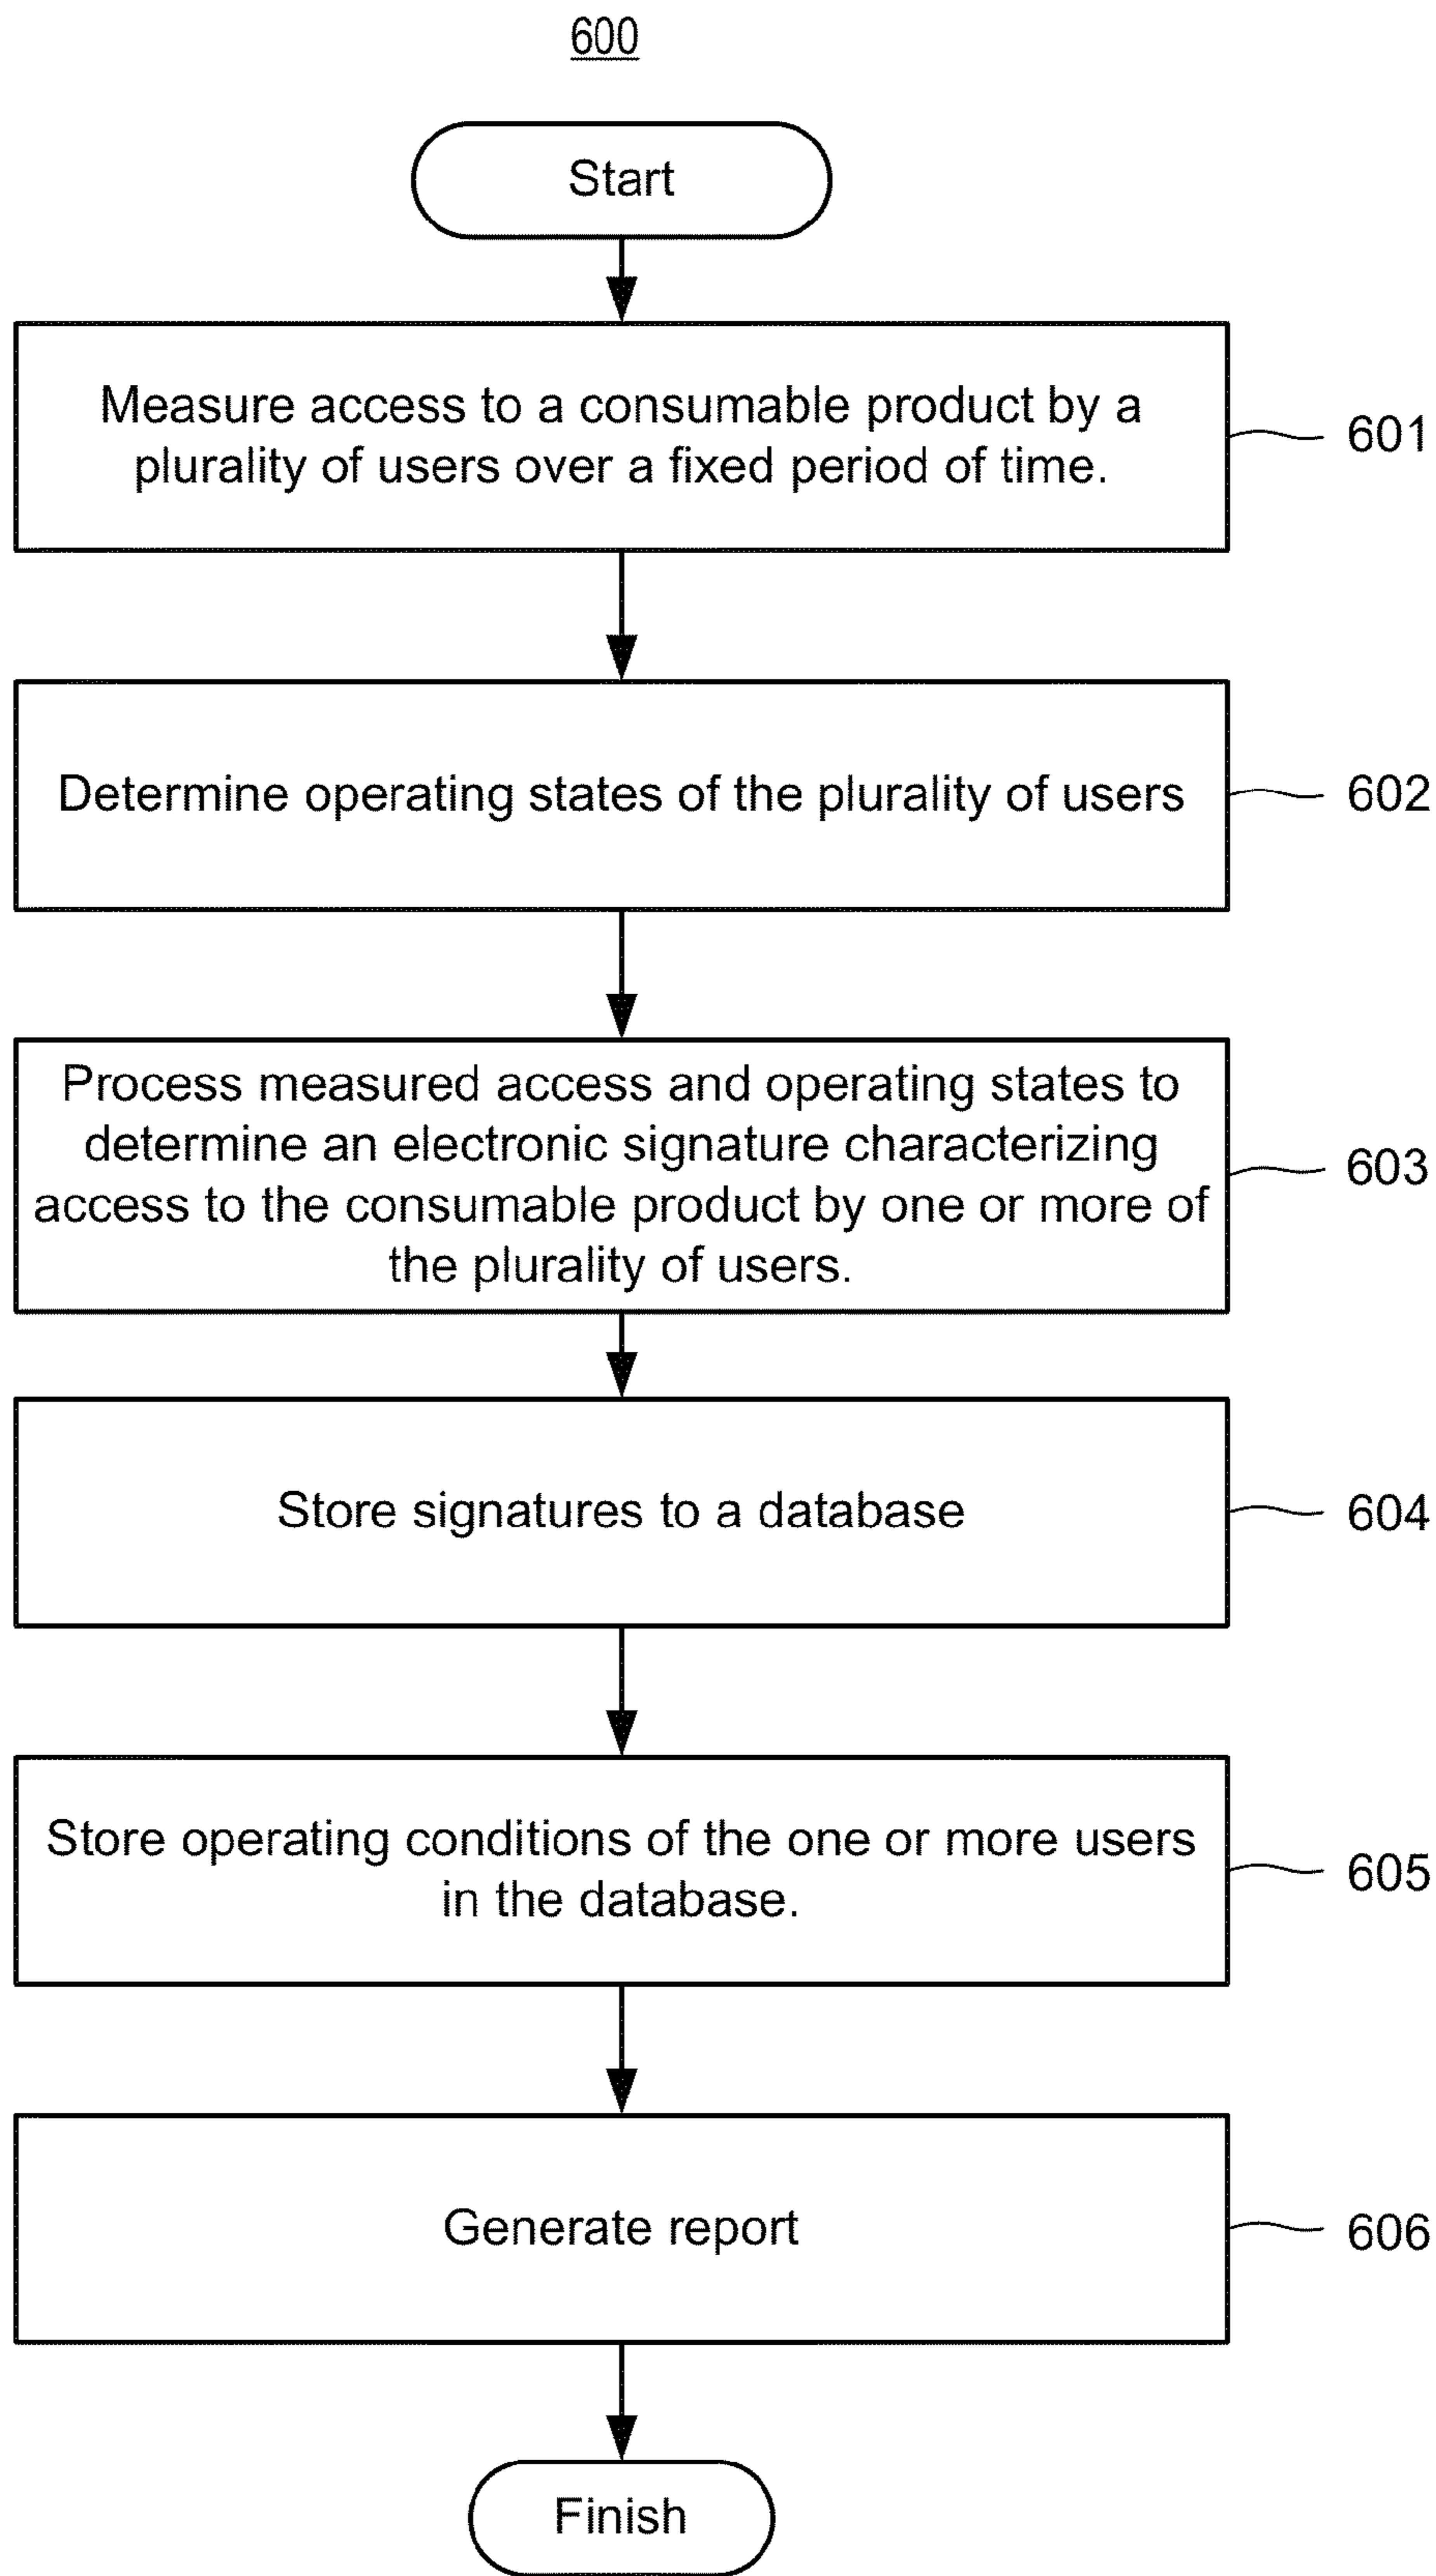 600
Start
Measure access to a consumable product by a
plurality of users over a fixed period of time.
601
Determine operating states of the plurality of users
602
Process measured access and operating states to
determine an electronic signature characterizing
access to the consumable product by one or more of
the plurality of users.
603
Store signatures to a database
604
Store operating conditions of the one or more users
in the database.
605
Generate report
606
Finish